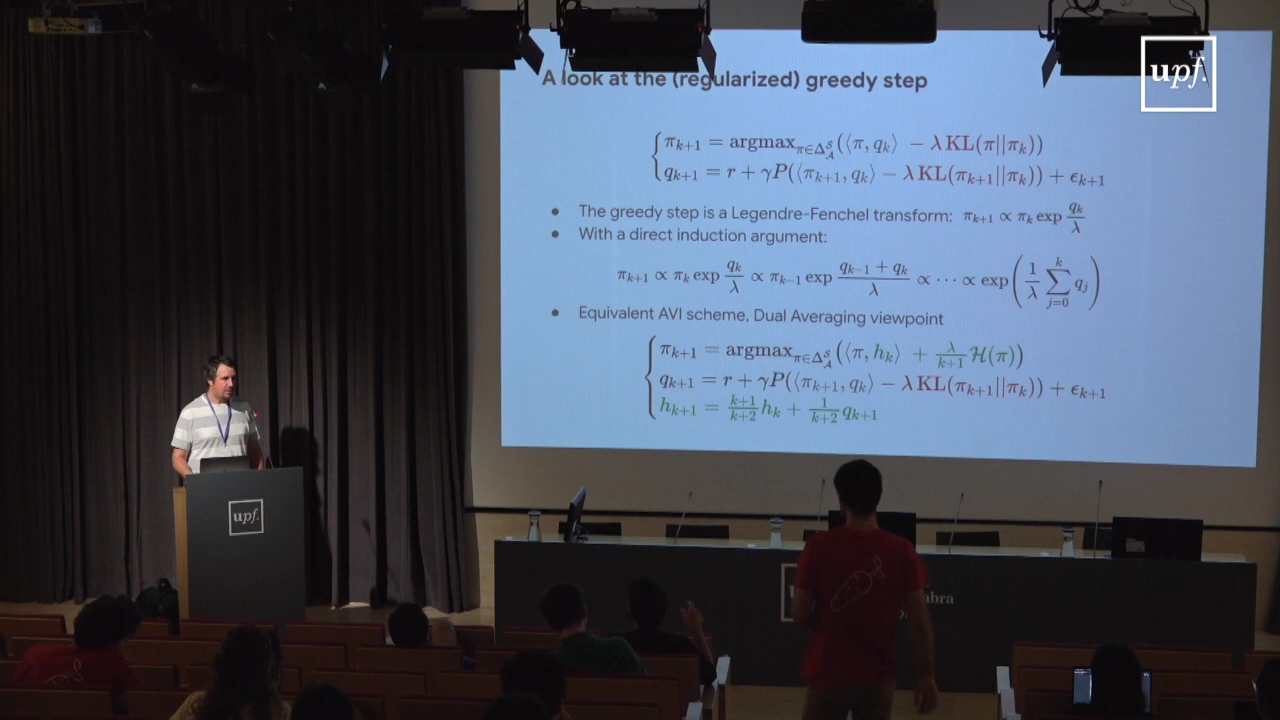 A look at the (regularized) greedy step
upf.
π_{k+1} = argmax_{π∈Δ_A^S} (⟨π, q_k⟩ − λ KL(π||π_k))
q_{k+1} = r + γP(⟨π_{k+1}, q_k⟩ − λ KL(π_{k+1}||π_k)) + ϵ_{k+1}
● The greedy step is a Legendre-Fenchel transform: π_{k+1} ∝ π_k exp q_k/λ
● With a direct induction argument:
π_{k+1} ∝ π_k exp q_k/λ ∝ π_{k−1} exp (q_{k−1} + q_k)/λ ∝ ⋯ ∝ exp(1/λ ∑_{j=0}^{k} q_j)
● Equivalent AVI scheme, Dual Averaging viewpoint
π_{k+1} = argmax_{π∈Δ_A^S} (⟨π, h_k⟩ + λ/(k+1) ℋ(π))
q_{k+1} = r + γP(⟨π_{k+1}, q_k⟩ − λ KL(π_{k+1}||π_k)) + ϵ_{k+1}
h_{k+1} = (k+1)/(k+2) h_k + 1/(k+2) q_{k+1}
upf.